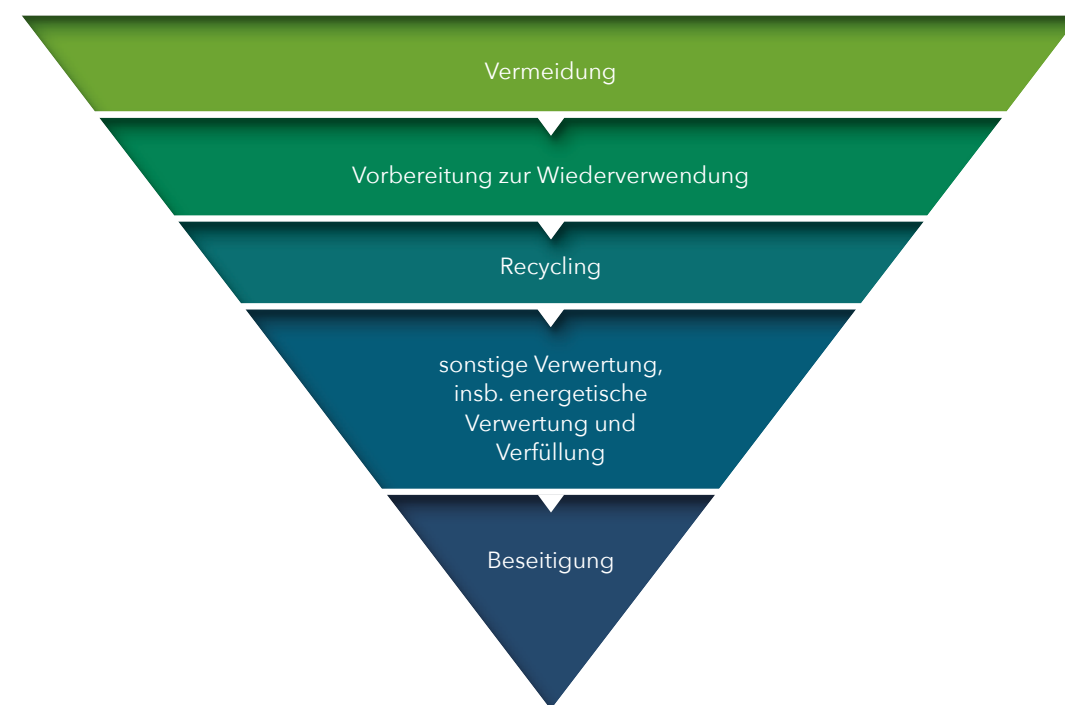 Vermeidung
Vorbereitung zur Wiederverwendung
Recycling
sonstige Verwertung,
insb. energetische
Verwertung und
Verfüllung
Beseitigung